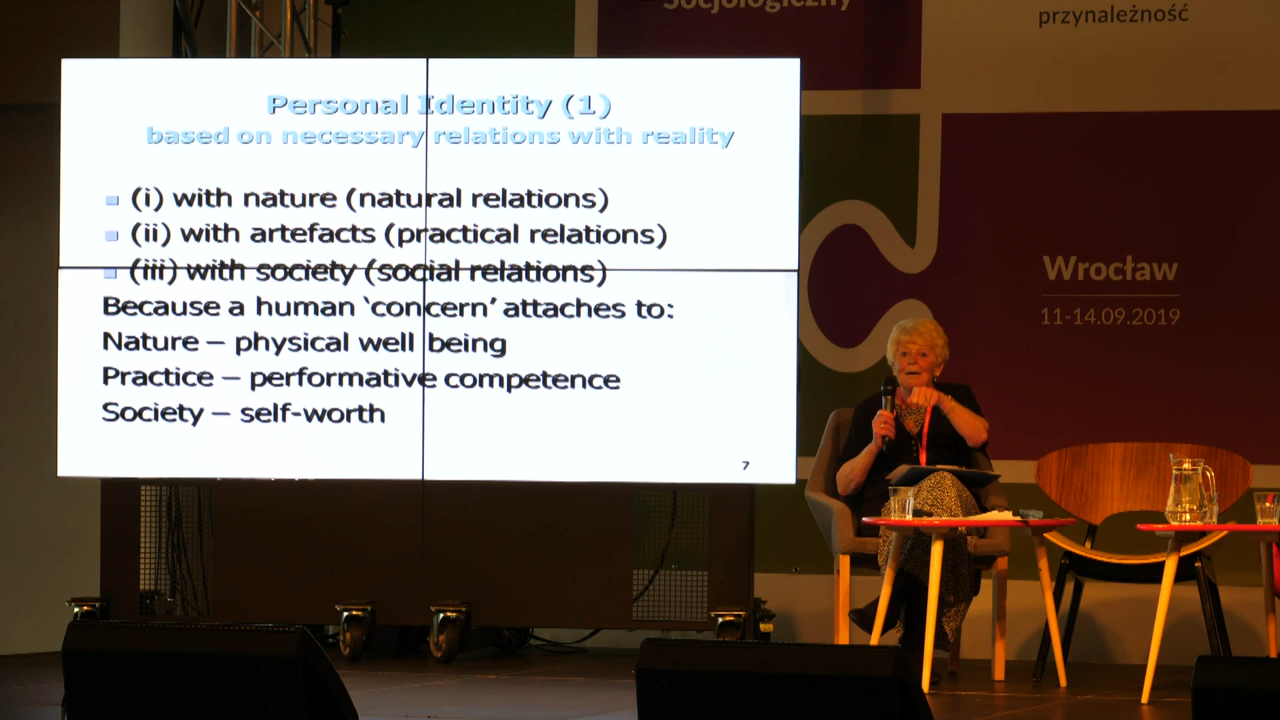 Personal Identity (1)
based on necessary relations with reality
(i) with nature (natural relations)
(ii) with artefacts (practical relations)
(iii) with society (social relations)
Because a human ‘concern’ attaches to:
Nature – physical well being
Practice – performative competence
Society – self-worth
7
Socjologiczny
przynależność
Wrocław
11-14.09.2019